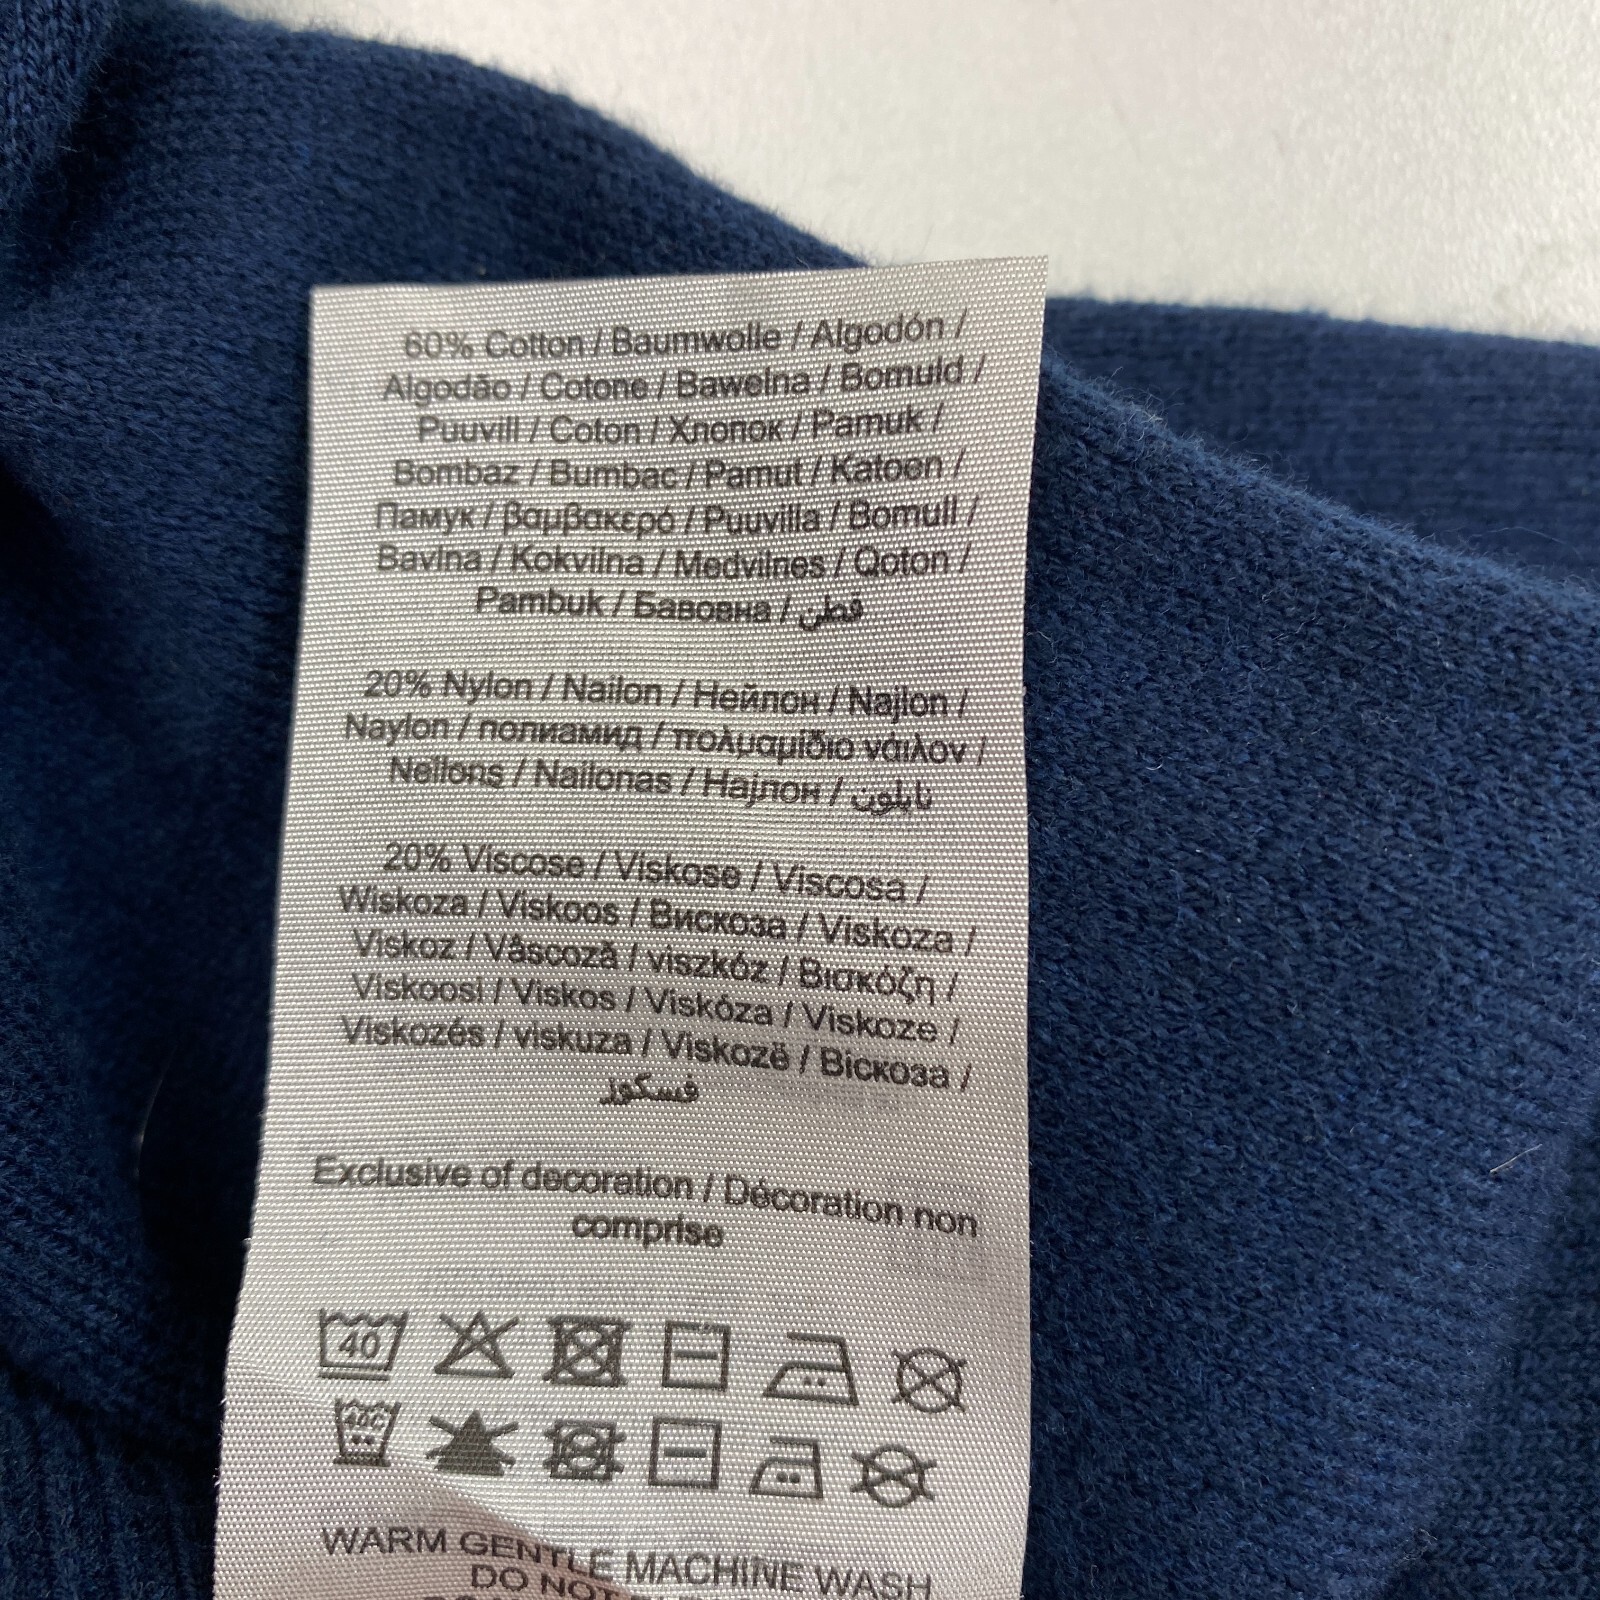 60% Cotton / Baumwolle / Algodón /
Algodão / Cotone / Bawelna / Bomuld /
Puuvill / Coton / Хлопок / Pamuk /
Bombaz / Bumbac / Pamut / Katoen /
Памук / βαμβακερό / Puuvilla / Bomull /
Bavlna / Kokvilna / Medvilnes / Qoton /
Pambuk / Бавовна / قطن
20% Nylon / Nailon / Нейлон / Najlon /
Naylon / полиамид / πολυαμίδιο νάιλον /
Neilons / Nailonas / Најлон / نايلون
20% Viscose / Viskose / Viscosa /
Wiskoza / Viskoos / Вискоза / Viskoza /
Viskoz / Vâscoză / viszkóz / Βισκόζη /
Viskoosi / Viskos / Viskóza / Viskoze /
Viskozés / viskuza / Viskozë / Віскоза /
فسكوز
Exclusive of decoration / Décoration non
comprise
40
40C
WARM GENTLE MACHINE WASH
DO NOT